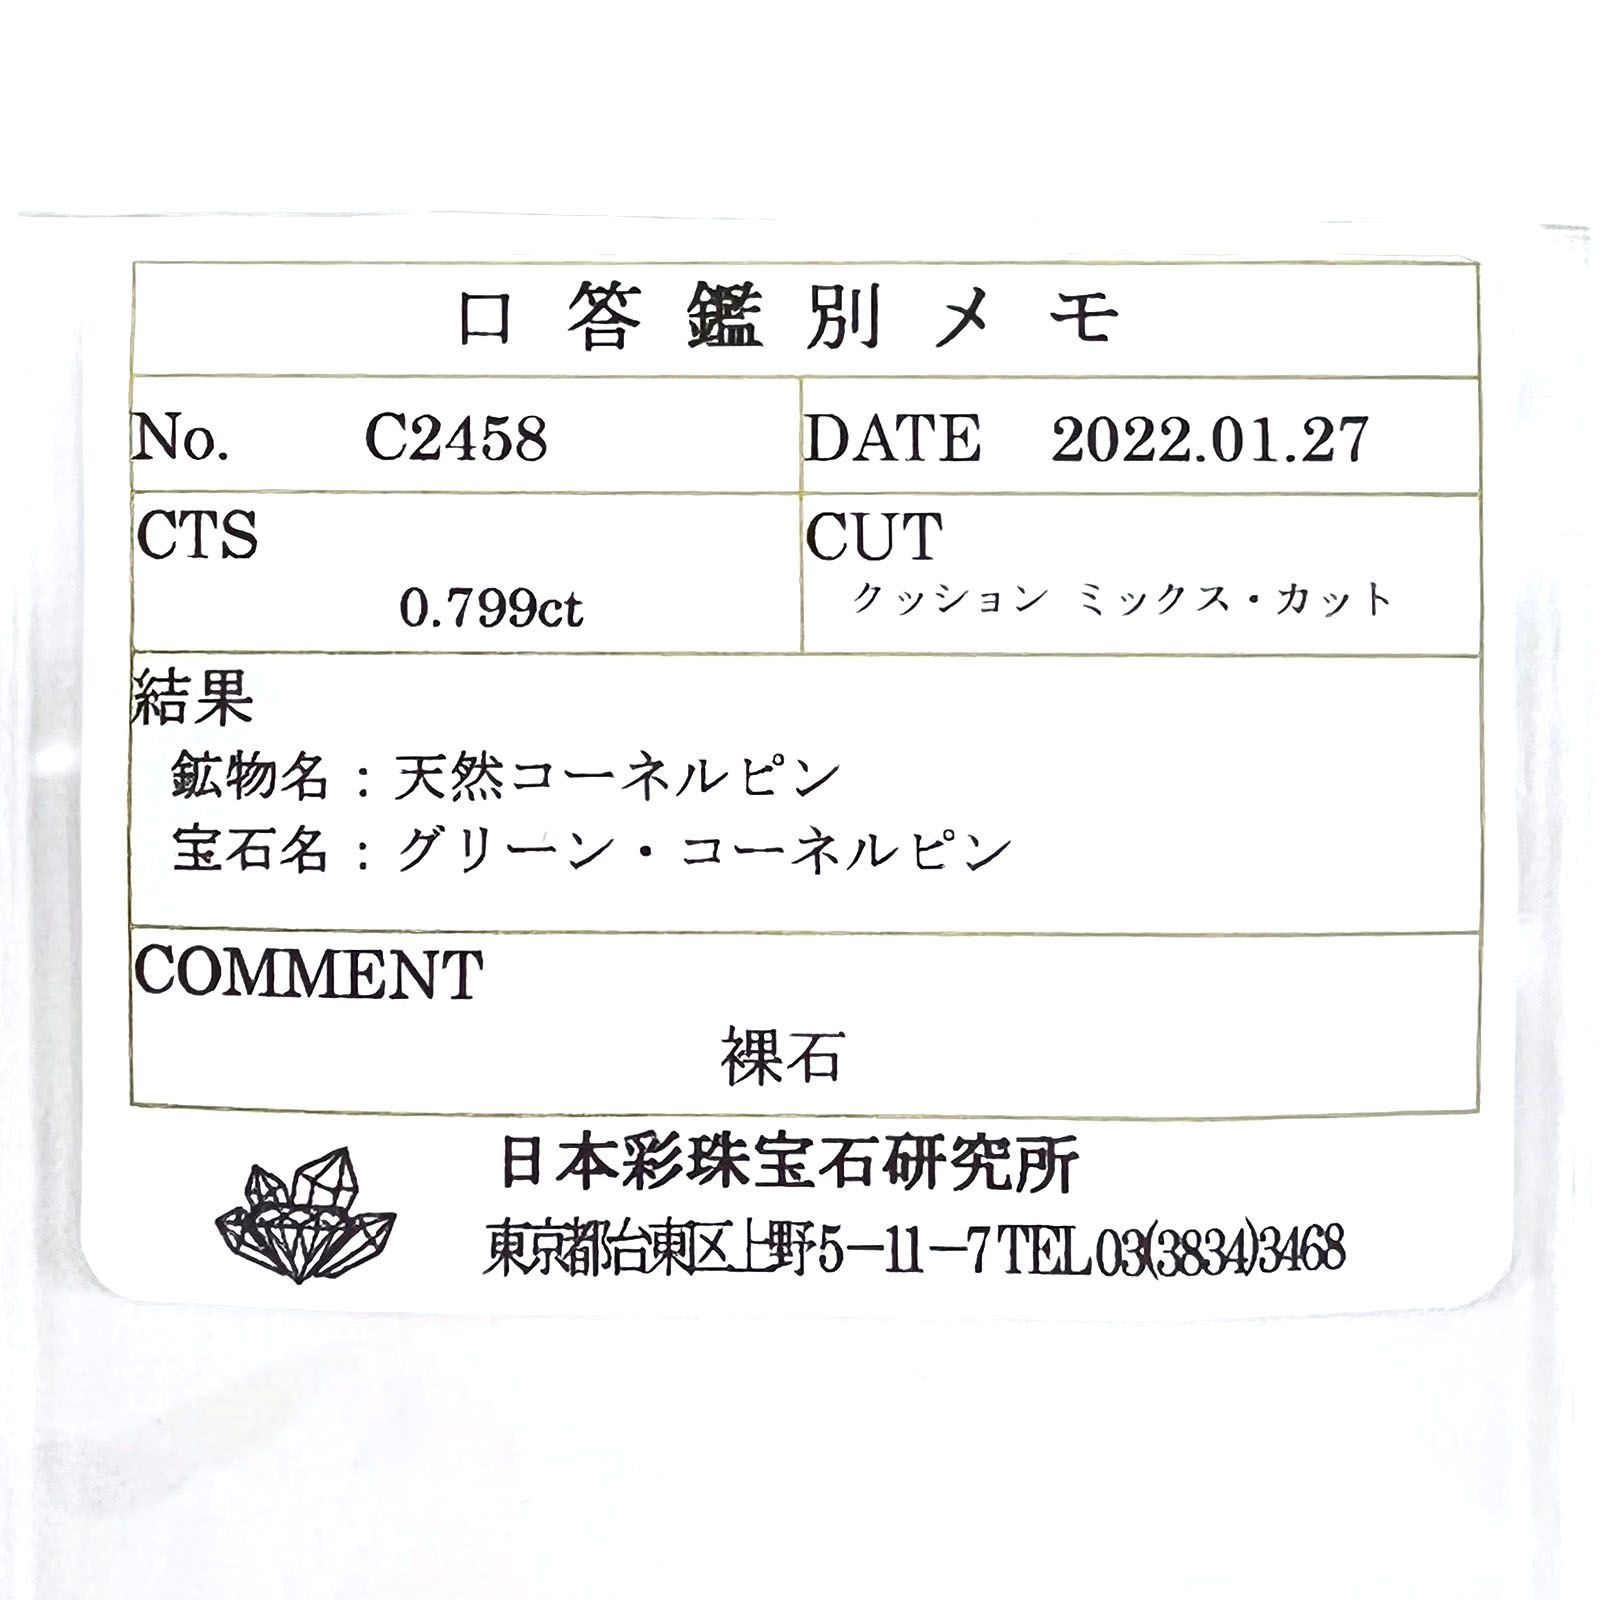 口答鑑別メモ
No. C2458 DATE 2022.01.27
CTS CUT
0.799ct クッション ミックス・カット
結果
鉱物名:天然コーネルピン
宝石名:グリーン・コーネルピン
COMMENT
裸石
日本彩珠宝石研究所
東京都台東区上野5-11-7 TEL 03(3834)3468